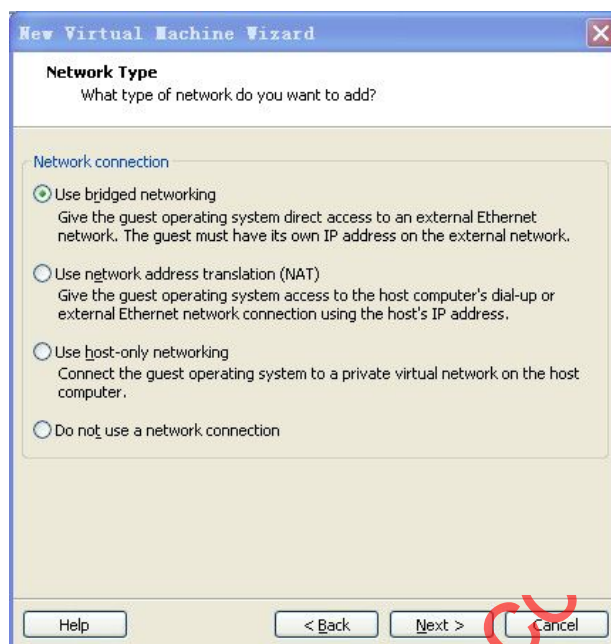 New Virtual Machine Wizard
Network Type
What type of network do you want to add?
Network connection
Use bridged networking
Give the guest operating system direct access to an external Ethernet
network. The guest must have its own IP address on the external network.
Use network address translation (NAT)
Give the guest operating system access to the host computer's dial-up or
external Ethernet network connection using the host's IP address.
Use host-only networking
Connect the guest operating system to a private virtual network on the host
computer.
Do not use a network connection
Help
< Back
Next >
Cancel